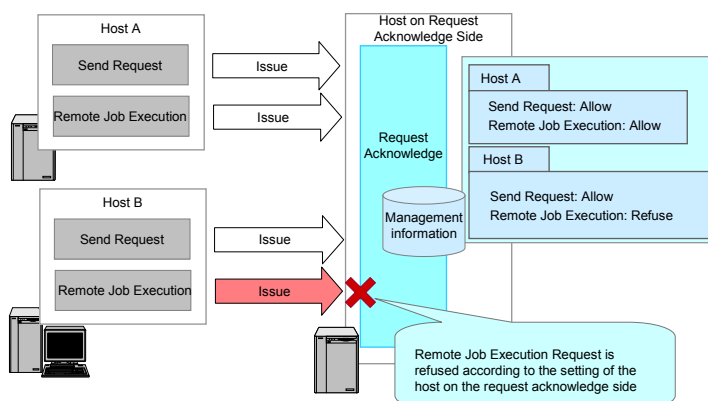 Host A
Send Request
Remote Job Execution
Issue
Issue
Host B
Send Request
Remote Job Execution
Issue
Issue
Host on Request
Acknowledge Side
Request
Acknowledge
Management
information
Host A
Send Request: Allow
Remote Job Execution: Allow
Host B
Send Request: Allow
Remote Job Execution: Refuse
Remote Job Execution Request is
refused according to the setting of the
host on the request acknowledge side